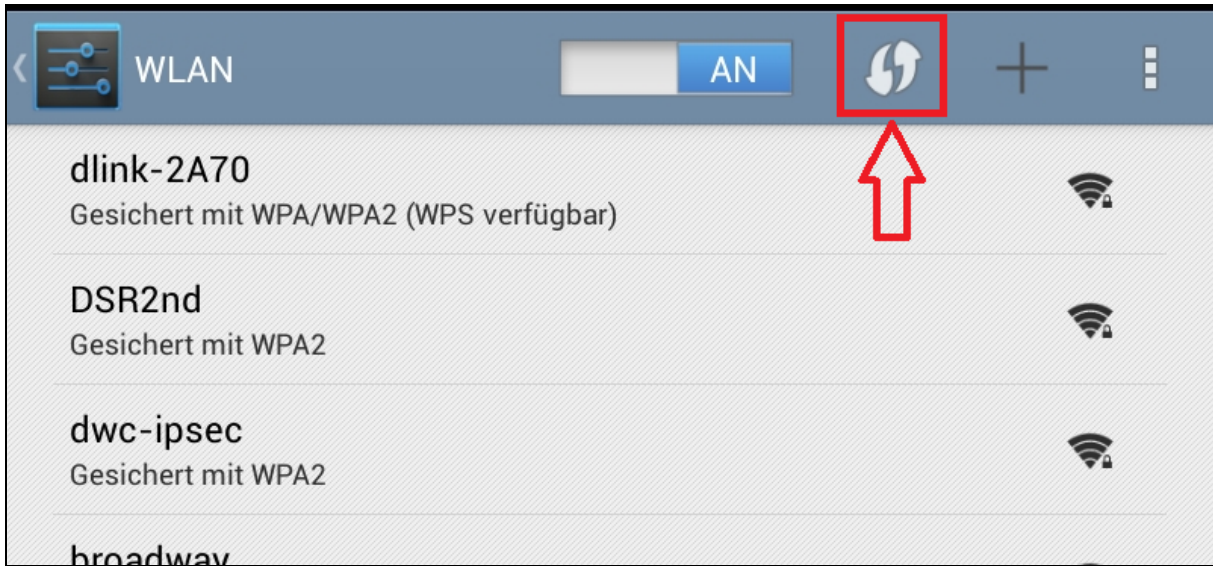 WLAN
AN
dlink-2A70
Gesichert mit WPA/WPA2 (WPS verfügbar)
DSR2nd
Gesichert mit WPA2
dwc-ipsec
Gesichert mit WPA2
broadway